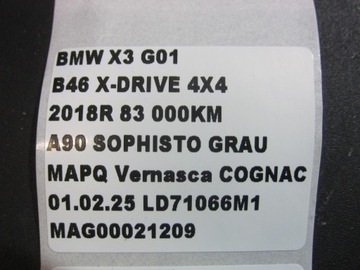 BMW X3 G01
B46 X-DRIVE 4X4
2018R 83 000KM
A90 SOPHISTO GRAU
MAPQ Vernasca COGNAC
01.02.25 LD71066M1
MAG00021209